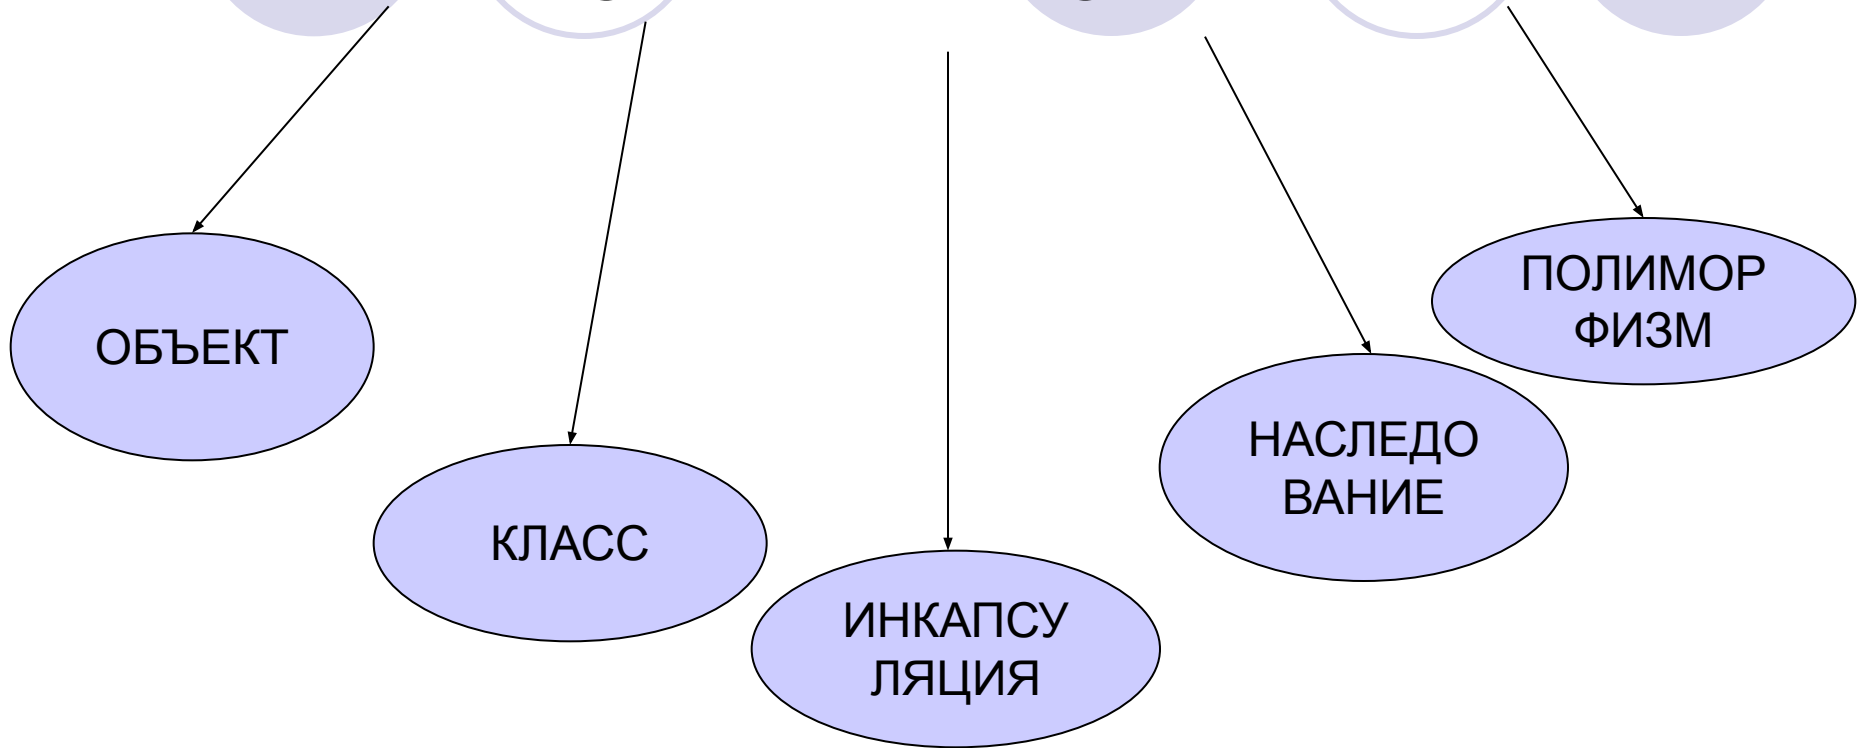 ОБЪЕКТ
КЛАСС
ИНКАПСУ
ЛЯЦИЯ
НАСЛЕДО
ВАНИЕ
ПОЛИМОР
ФИЗМ